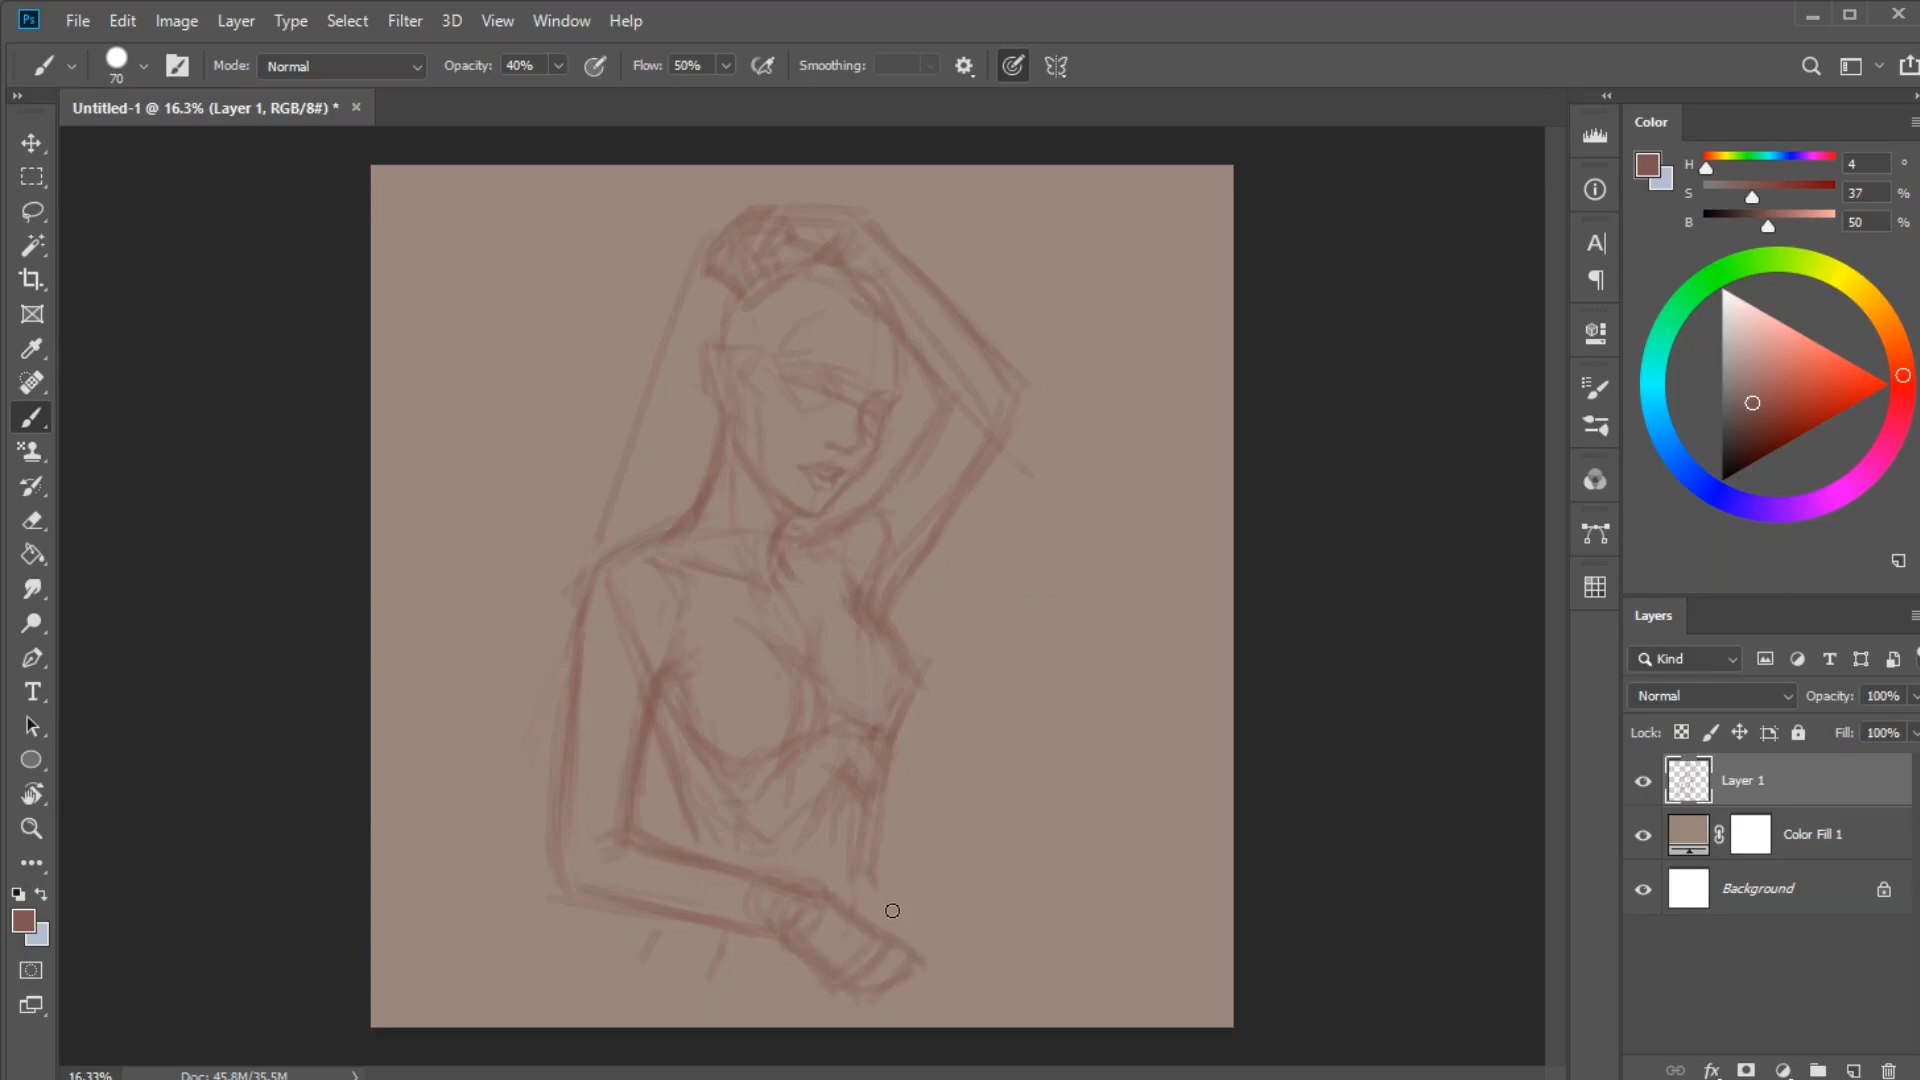 Ps File Edit Image Layer Type Select Filter 3D View Window Help
70 Mode: Normal Opacity: 40% Flow: 50% Smoothing:
Untitled-1 @ 16.3% (Layer 1, RGB/8#) *
Color
H 4 °
S 37 %
B 50 %
Layers
Kind
Normal Opacity: 100%
Lock: Fill: 100%
Layer 1
Color Fill 1
Background
fx
16.33% Doc: 45.8M/35.5M